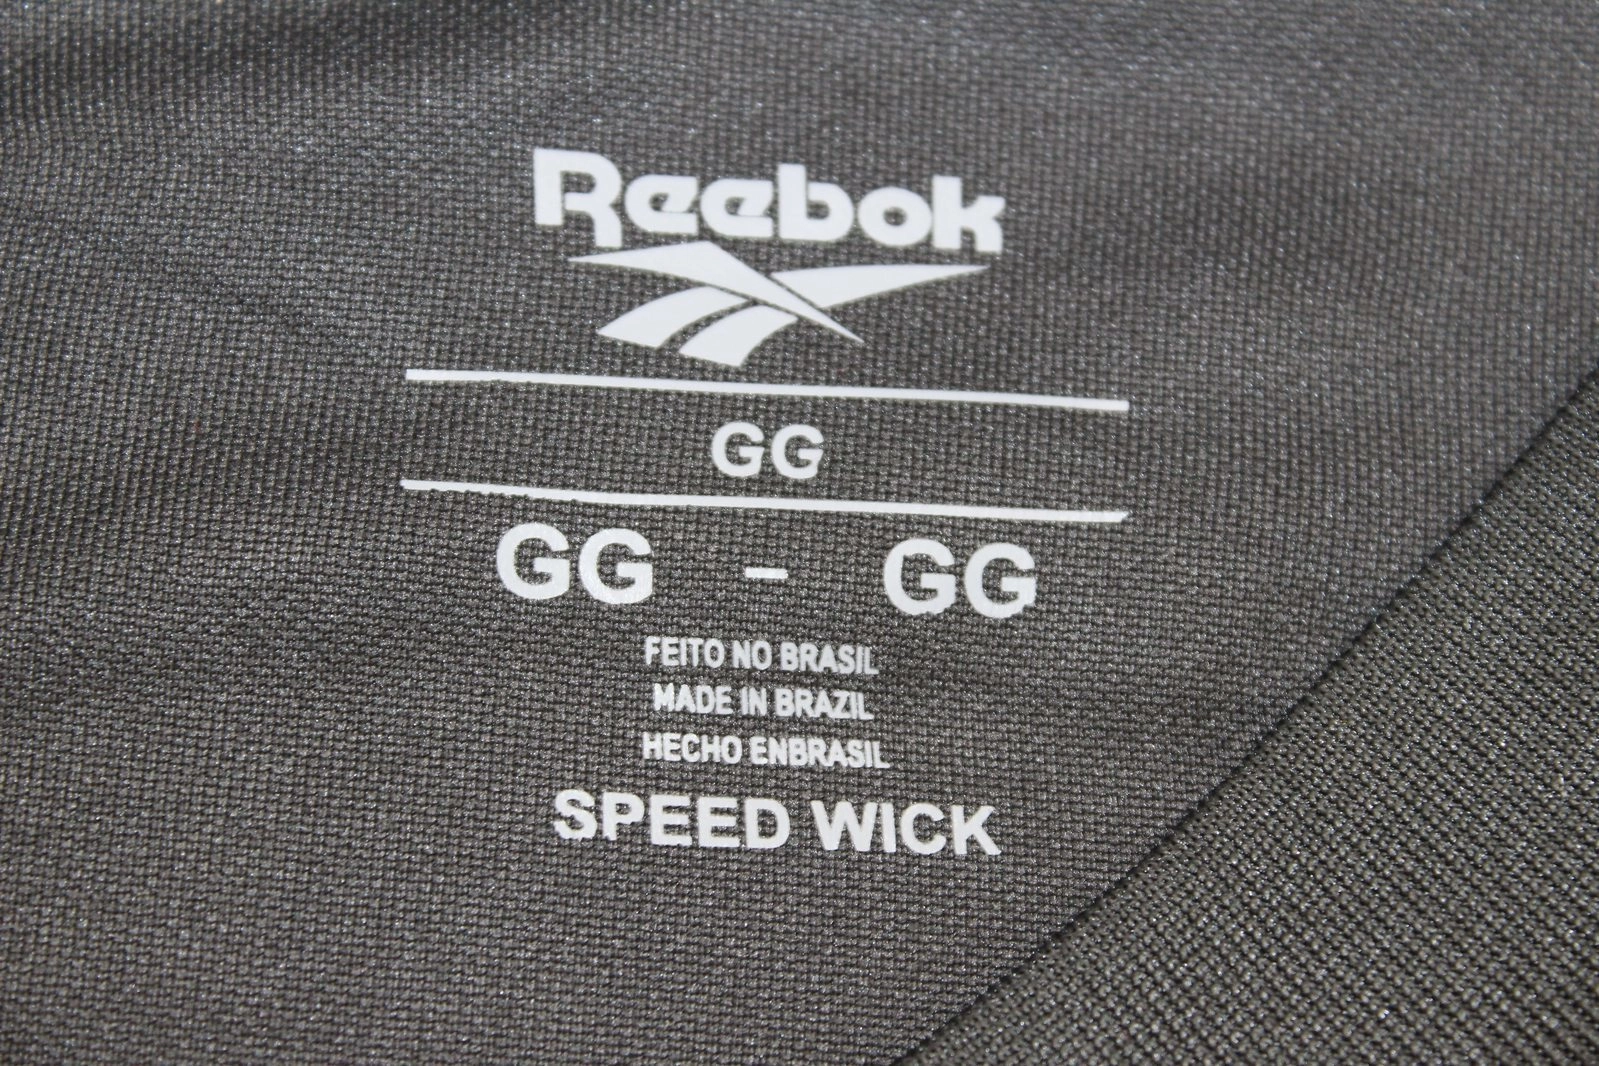 Reebok
GG
GG - GG
FEITO NO BRASIL
MADE IN BRAZIL
HECHO ENBRASIL
SPEED WICK